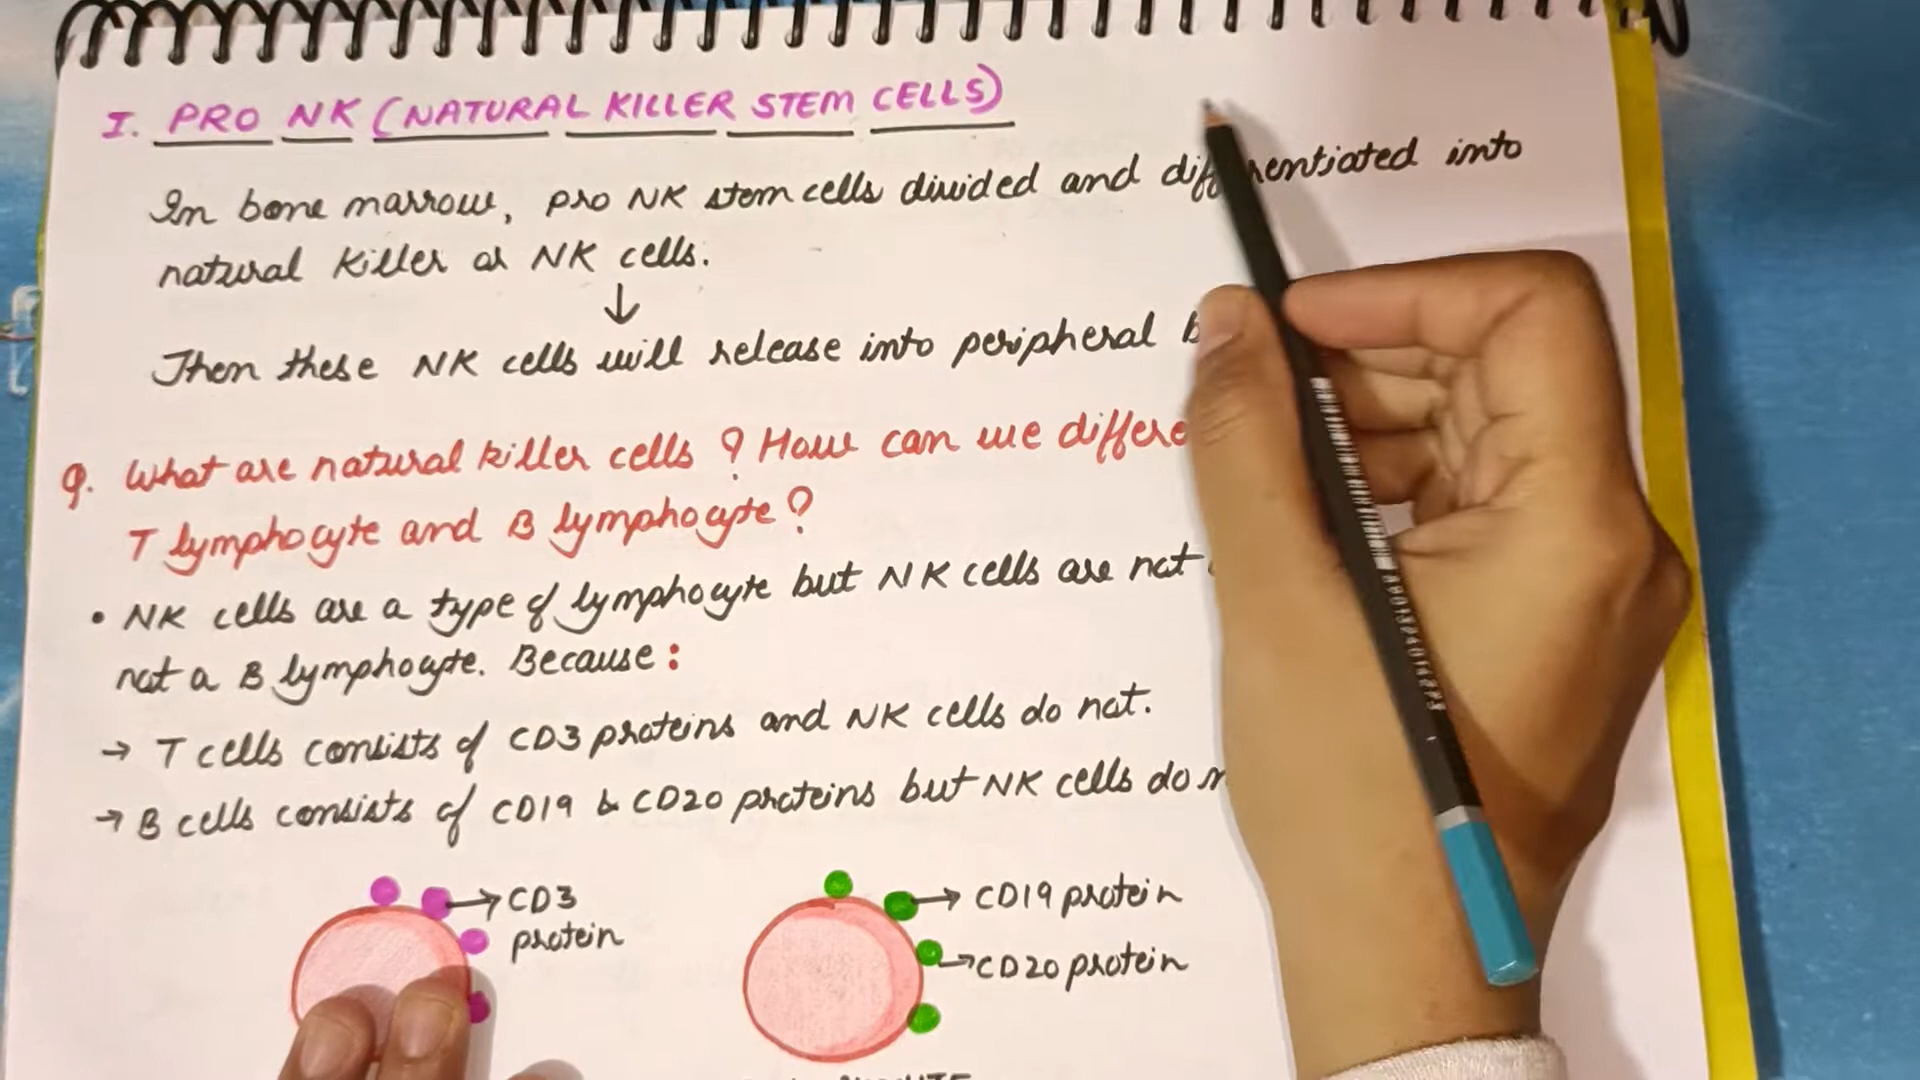 I. PRO NK (NATURAL KILLER STEM CELLS)
In bone marrow, pro NK stem cells divided and differentiated into
natural killer or NK cells.
↓
Then these NK cells will release into peripheral
Q. What are natural killer cells? How can we
T lymphocyte and B lymphocyte?
• NK cells are a type of lymphocyte but NK cells are not
not a B lymphocyte. Because:
→ T cells consists of CD3 proteins and NK cells do not.
→ B cells consists of CD19 & CD20 proteins but NK cells do
→ CD3
protein
→ CD19 protein
→ CD20 protein